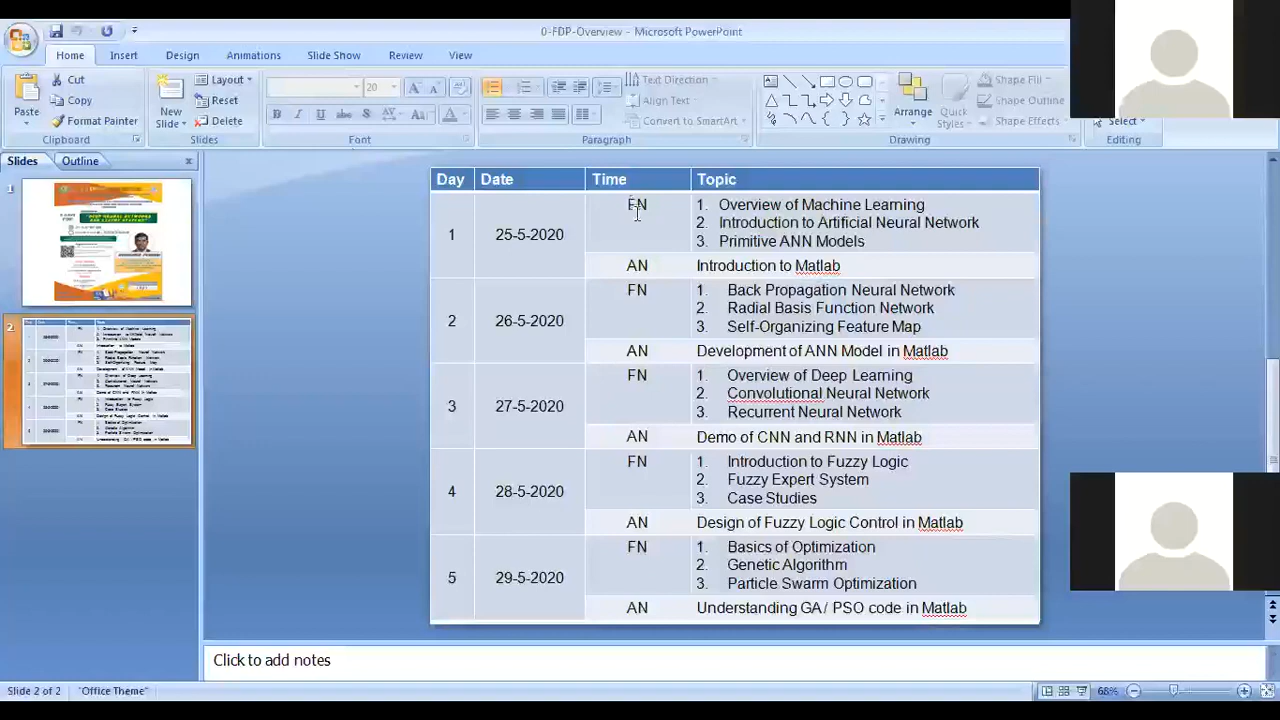 0-FDP-Overview - Microsoft PowerPoint
Home Insert Design Animations Slide Show Review View
Paste
Cut
Copy
Format Painter
Clipboard
New Slide
Layout
Reset
Delete
Slides
20
B I U abc S AV Aa A
Font
Text Direction
Align Text
Convert to SmartArt
Paragraph
Arrange
Quick Styles
Shape Fill
Shape Outline
Shape Effects
Drawing
Select
Editing
Slides Outline
1
2
Day Date Time Topic
1 25-5-2020 FN 1. Overview of Machine Learning
2. Introduction to Artificial Neural Network
3. Primitive ANN Models
AN Introduction to Matlab
2 26-5-2020 FN 1. Back Propagation Neural Network
2. Radial Basis Function Network
3. Self-Organizing Feature Map
AN Development of ANN Model in Matlab
3 27-5-2020 FN 1. Overview of Deep Learning
2. Convolutional Neural Network
3. Recurrent Neural Network
AN Demo of CNN and RNN in Matlab
4 28-5-2020 FN 1. Introduction to Fuzzy Logic
2. Fuzzy Expert System
3. Case Studies
AN Design of Fuzzy Logic Control in Matlab
5 29-5-2020 FN 1. Basics of Optimization
2. Genetic Algorithm
3. Particle Swarm Optimization
AN Understanding GA / PSO code in Matlab
Click to add notes
Slide 2 of 2 "Office Theme" 68%